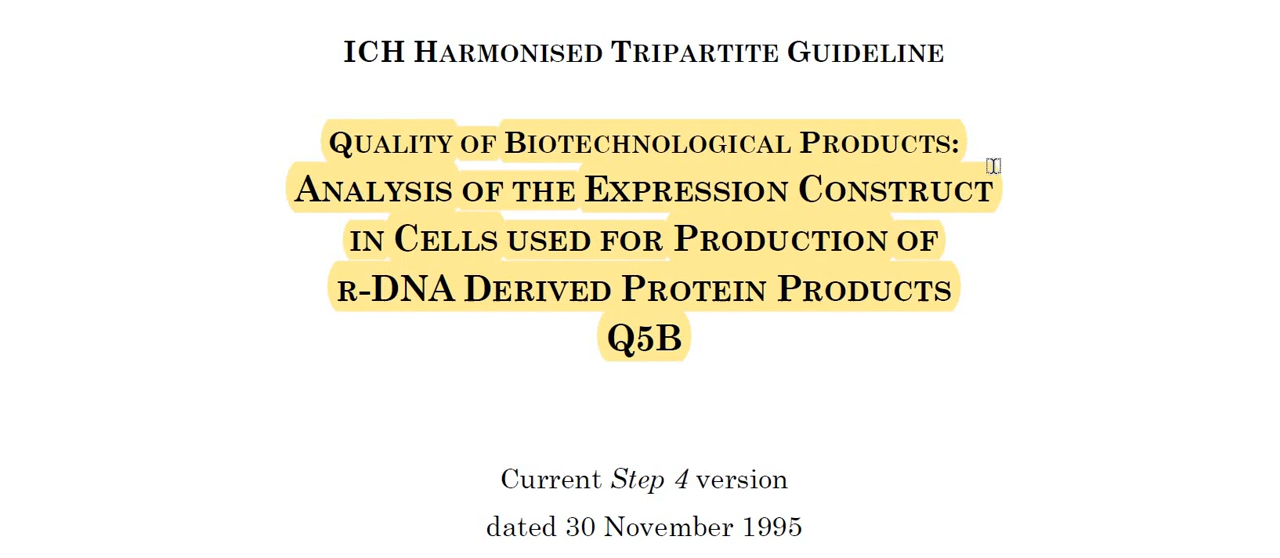 ICH Harmonised Tripartite Guideline
Quality of Biotechnological Products:
Analysis of the Expression Construct
in Cells used for Production of
r-DNA Derived Protein Products
Q5B
Current Step 4 version
dated 30 November 1995